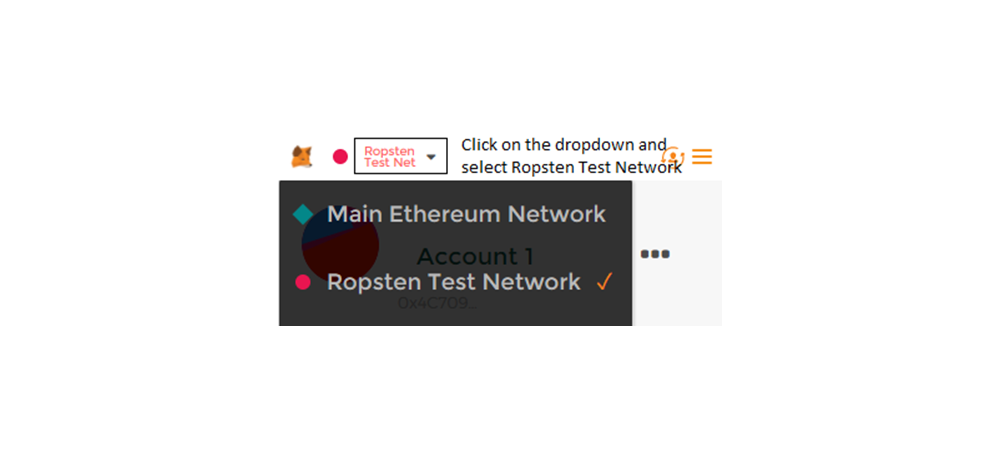 Ropsten
Test Net
Click on the dropdown and
select Ropsten Test Network
Main Ethereum Network
Account 1
Ropsten Test Network
0x4C709...